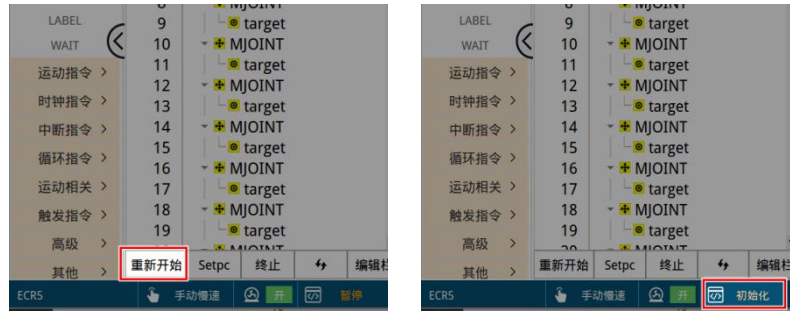 LABEL
9
target
WAIT
10
MJOINT
11
target
运动指令
12
MJOINT
时钟指令
13
target
中断指令
14
MJOINT
15
target
循环指令
16
MJOINT
运动相关
17
target
触发指令
18
MJOINT
19
target
高级
其他
重新开始 Setpc 终止 编辑栏
ECR5 手动慢速 开 暂停
LABEL
9
target
WAIT
10
MJOINT
11
target
运动指令
12
MJOINT
时钟指令
13
target
中断指令
14
MJOINT
15
target
循环指令
16
MJOINT
运动相关
17
target
触发指令
18
MJOINT
19
target
高级
20
MJOINT
其他
重新开始 Setpc 终止 编辑栏
ECR5 手动慢速 开 初始化